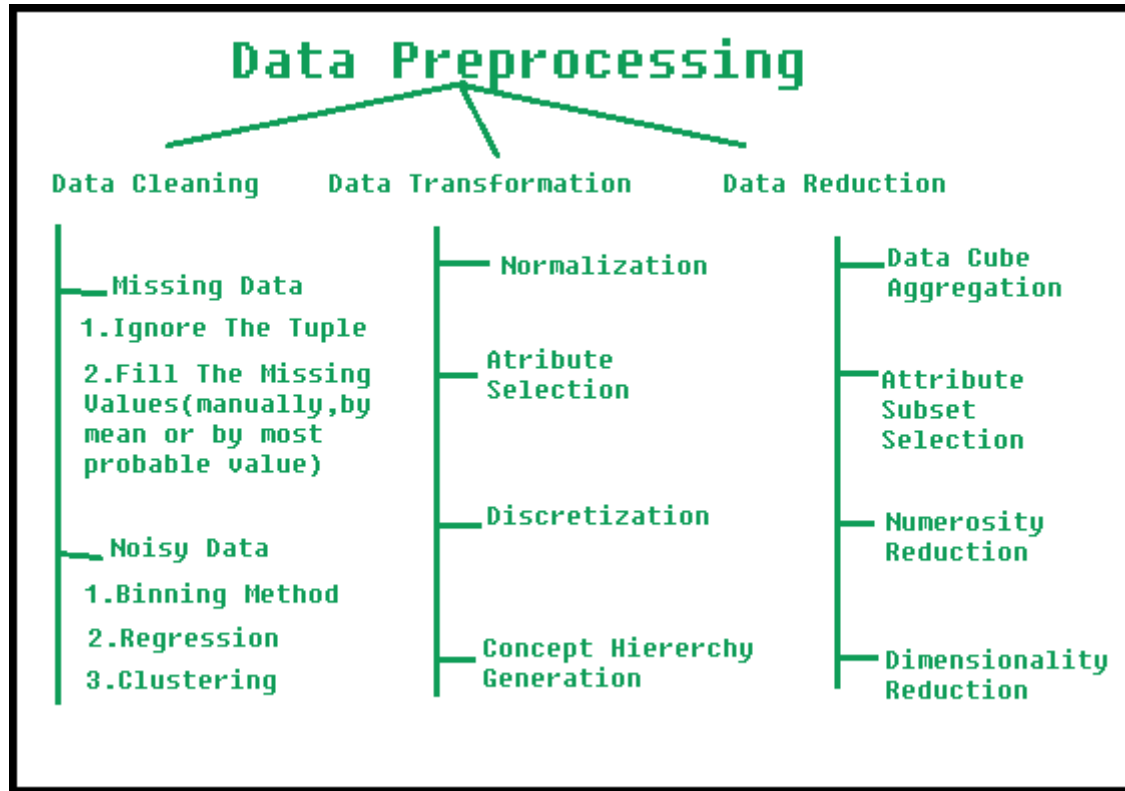 Data Preprocessing
Data Cleaning
Data Transformation
Data Reduction
Missing Data
1.Ignore The Tuple
2.Fill The Missing
Values(manually,by
mean or by most
probable value)
Noisy Data
1.Binning Method
2.Regression
3.Clustering
Normalization
Atribute
Selection
Discretization
Concept Hiererchy
Generation
Data Cube
Aggregation
Attribute
Subset
Selection
Numerosity
Reduction
Dimensionality
Reduction